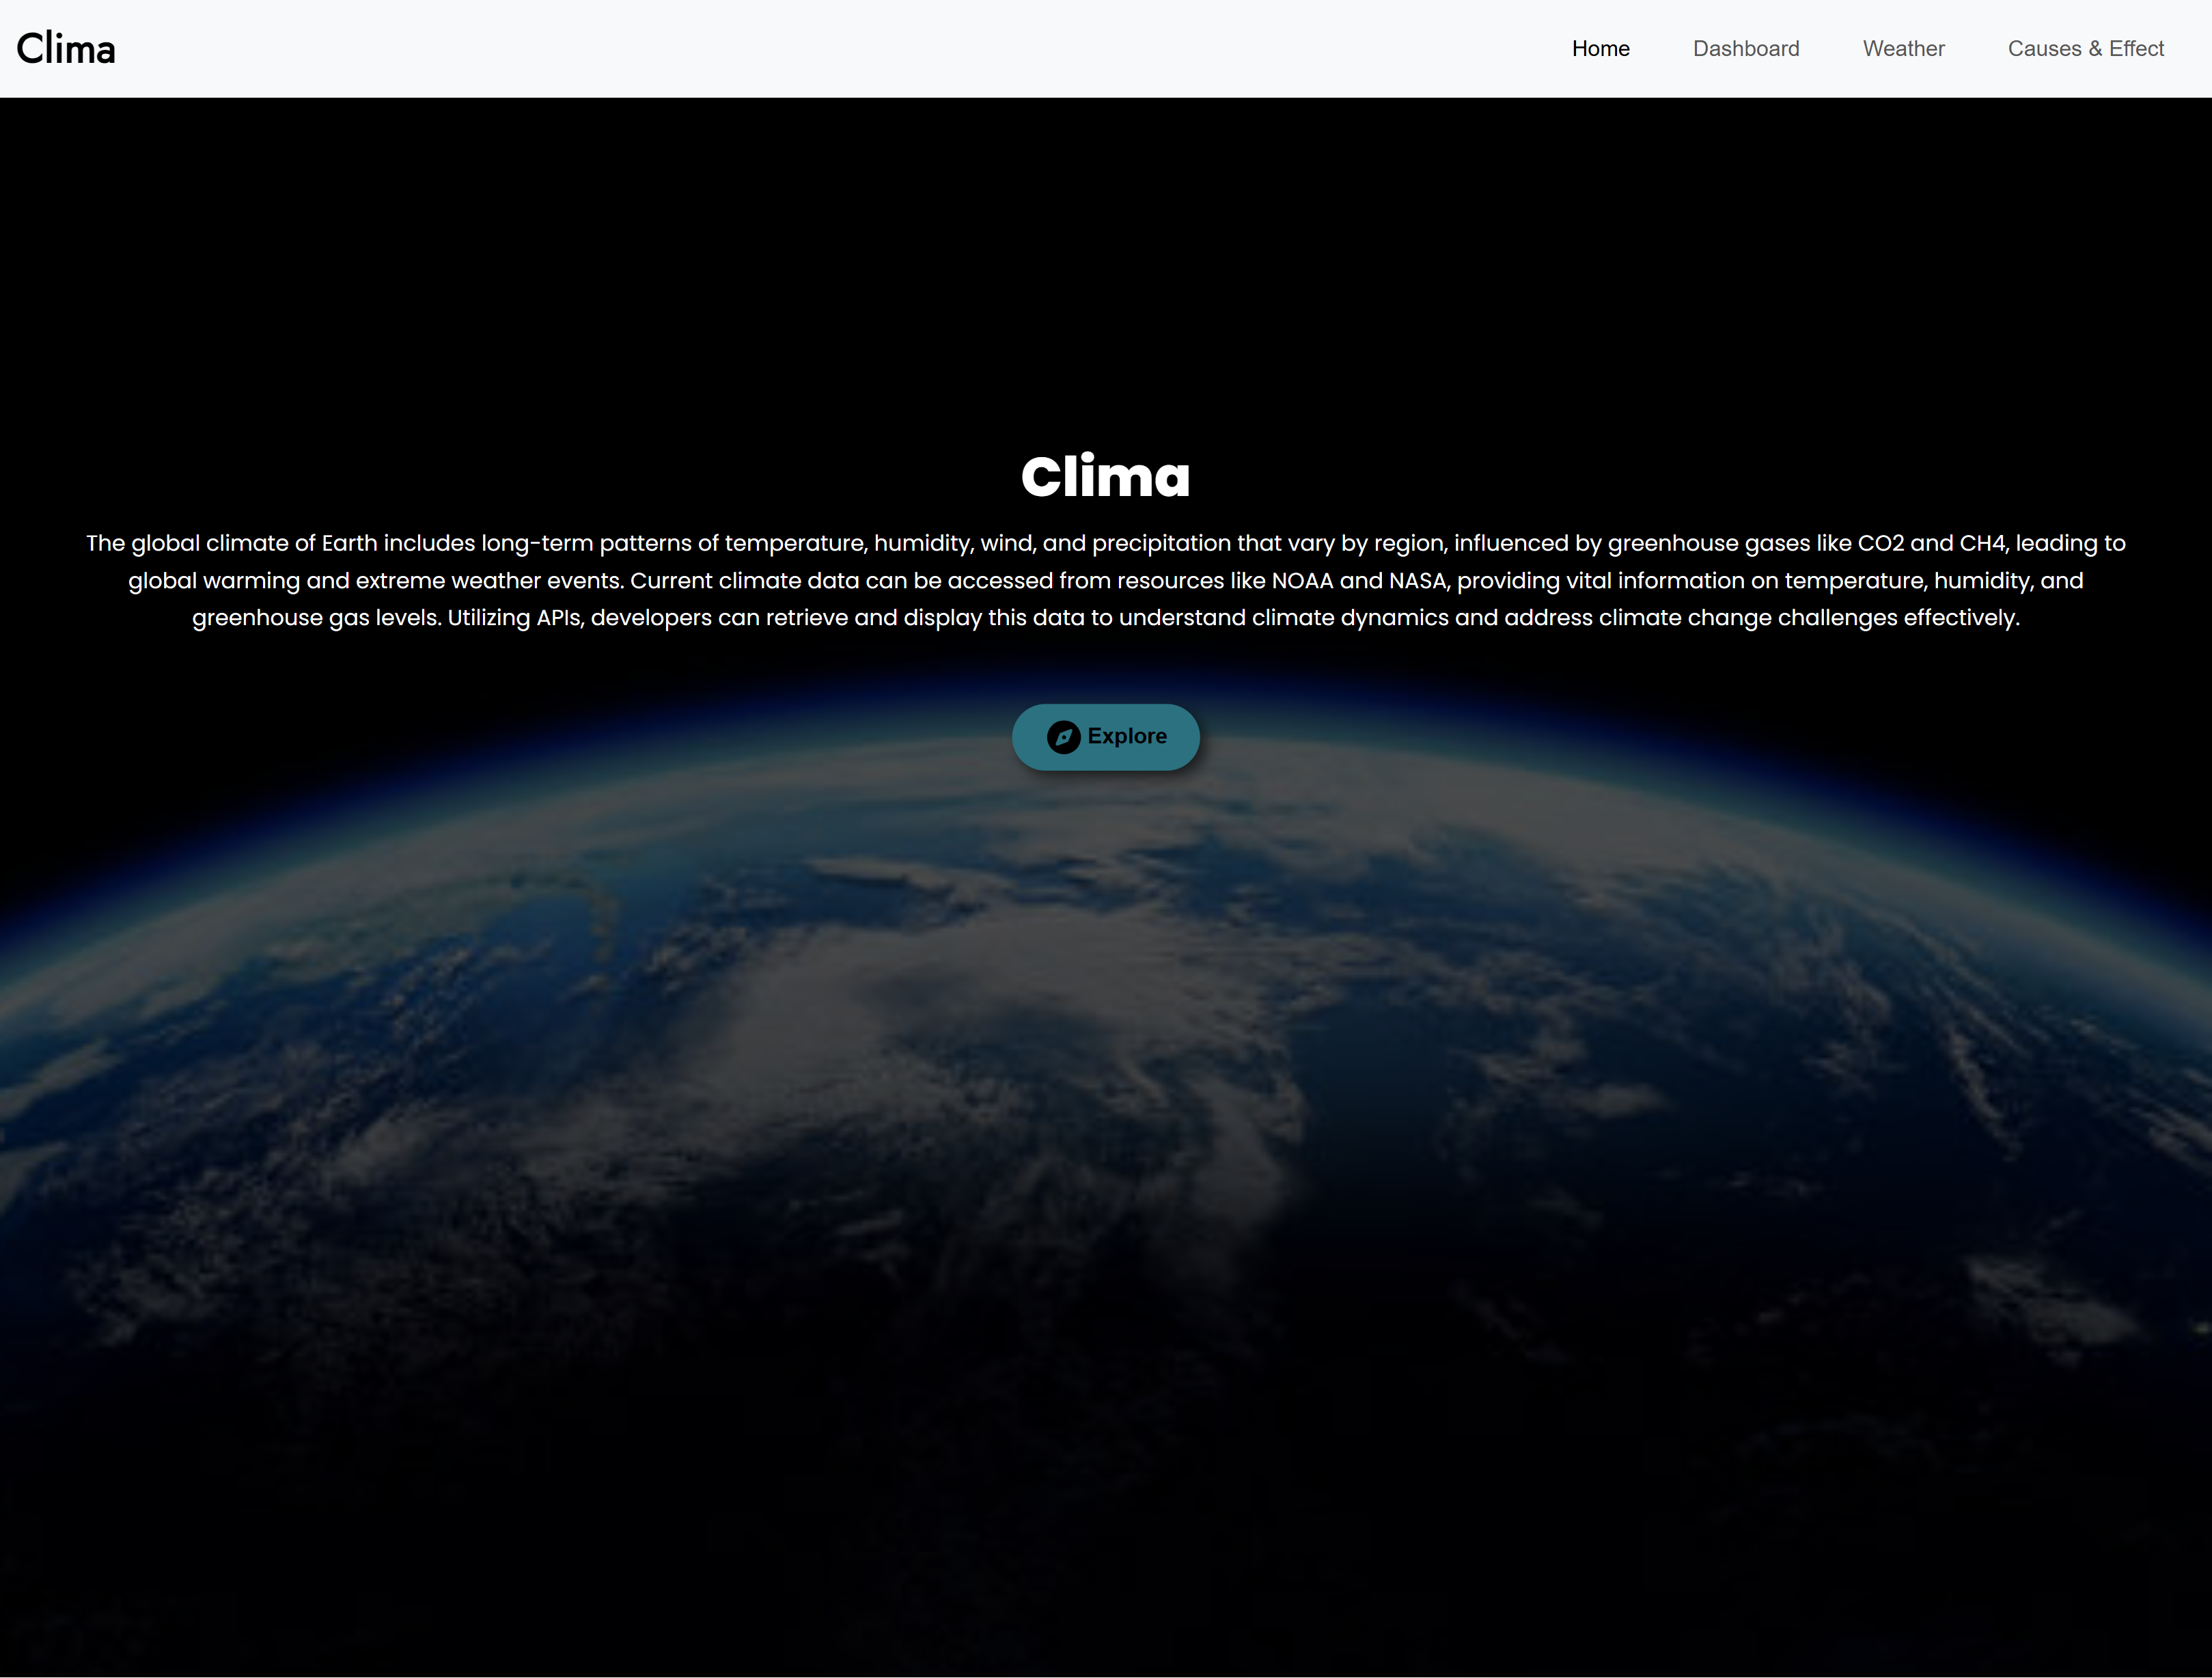 Clima
Home Dashboard Weather Causes & Effect
Clima
The global climate of Earth includes long-term patterns of temperature, humidity, wind, and precipitation that vary by region, influenced by greenhouse gases like CO2 and CH4, leading to
global warming and extreme weather events. Current climate data can be accessed from resources like NOAA and NASA, providing vital information on temperature, humidity, and
greenhouse gas levels. Utilizing APIs, developers can retrieve and display this data to understand climate dynamics and address climate change challenges effectively.
Explore